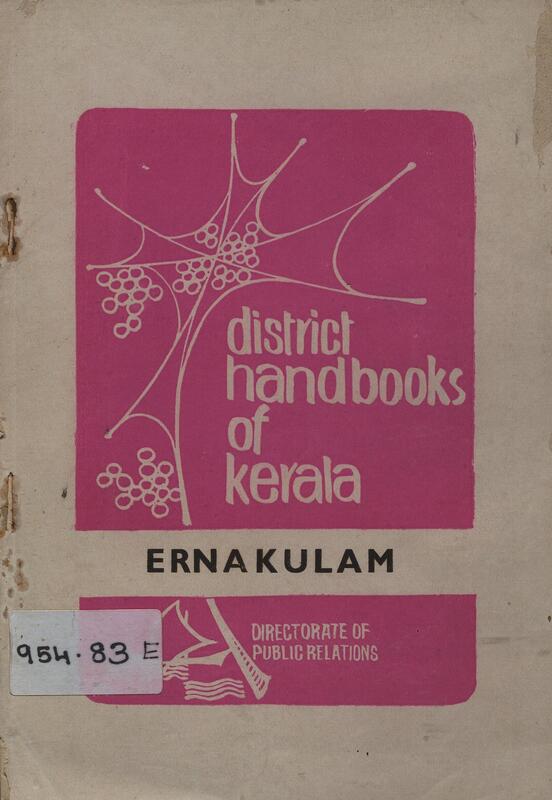 district
handbooks
of
kerala
ERNAKULAM
DIRECTORATE OF
PUBLIC RELATIONS
954.83 E